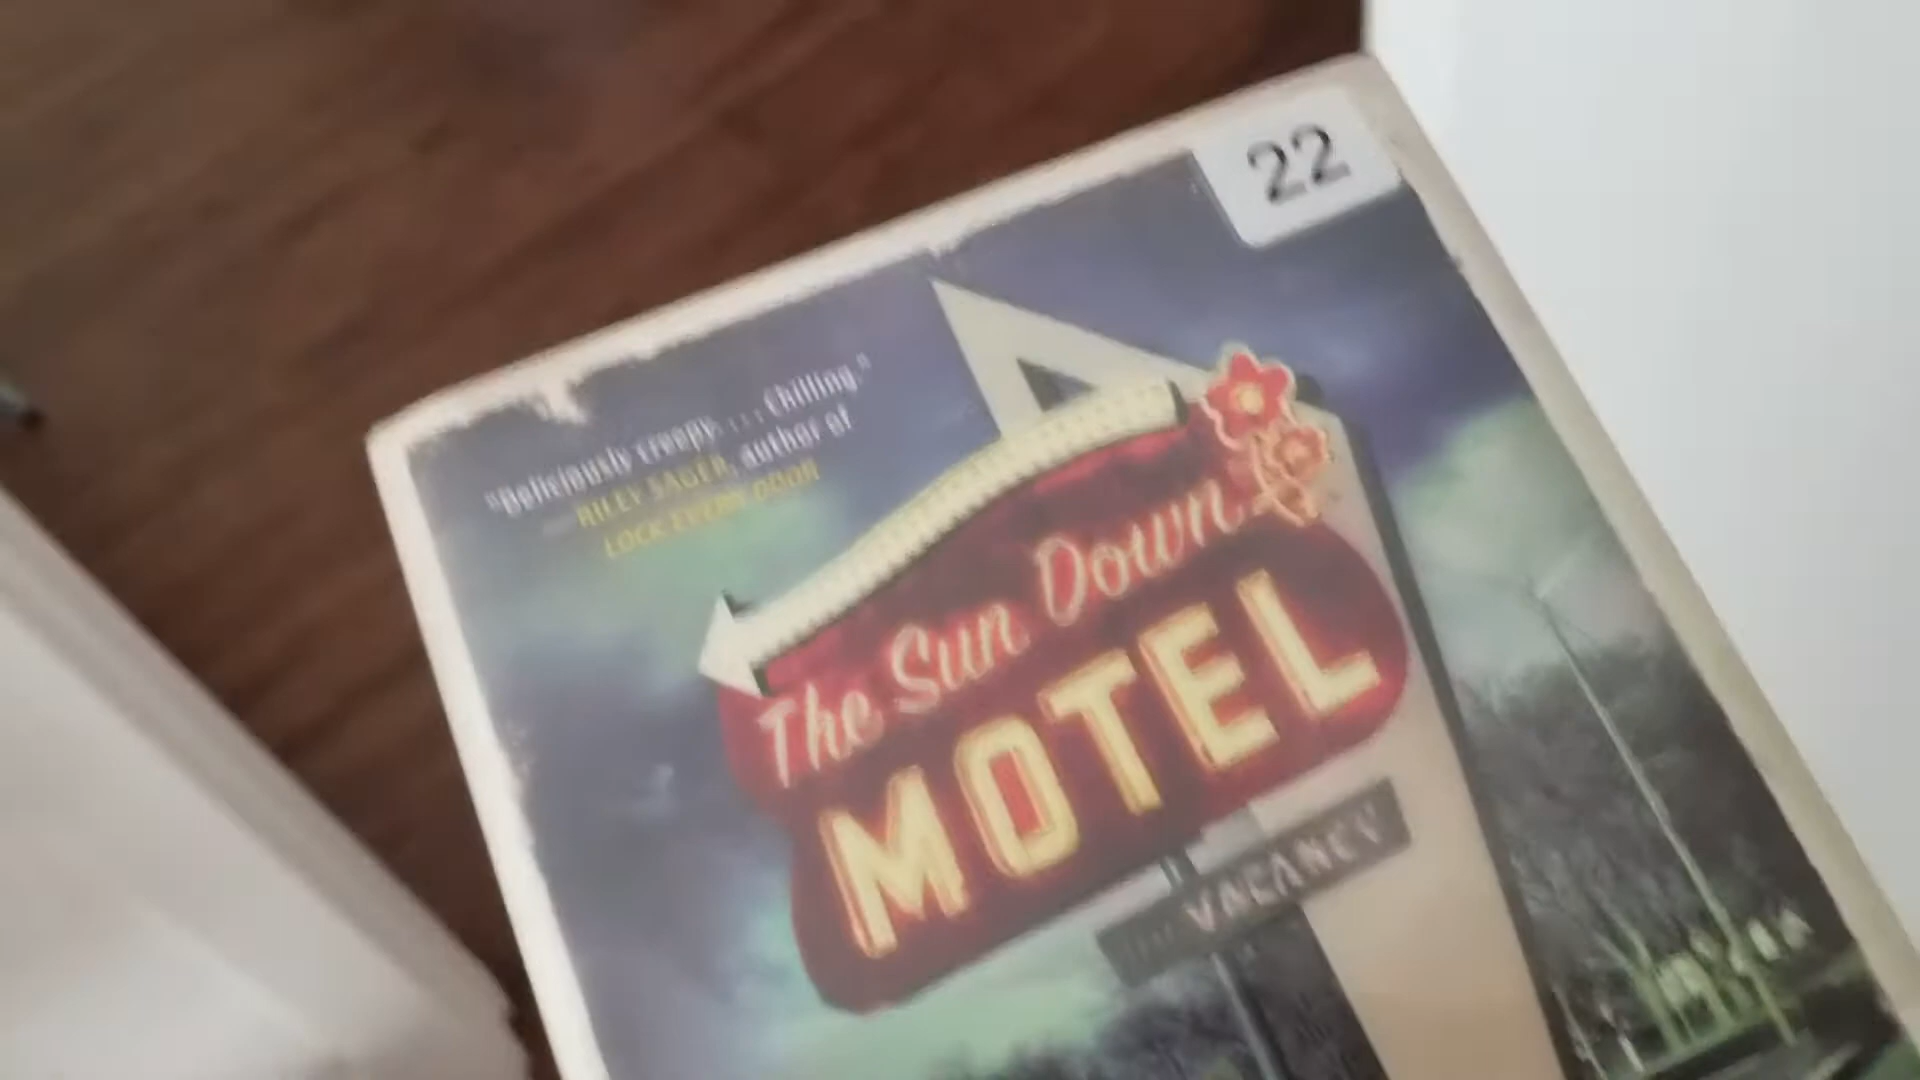 22
"Deliciously creepy. . . . Chilling."
—RILEY SAGER, author of
LOCK EVERY DOOR
The Sun Down
MOTEL
VACANCY